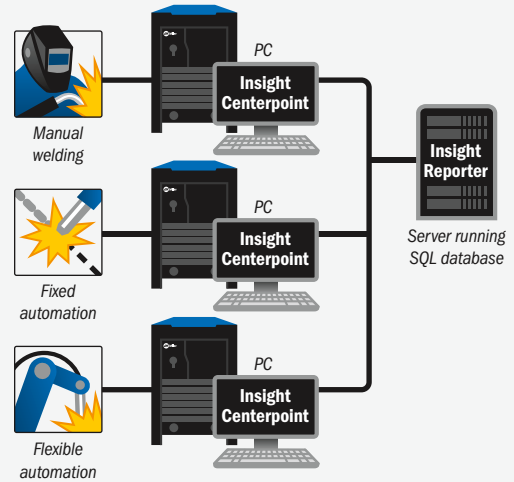 PC
Insight
Centerpoint
Manual
welding
PC
Insight
Centerpoint
Fixed
automation
PC
Insight
Centerpoint
Flexible
automation
Insight
Reporter
Server running
SQL database